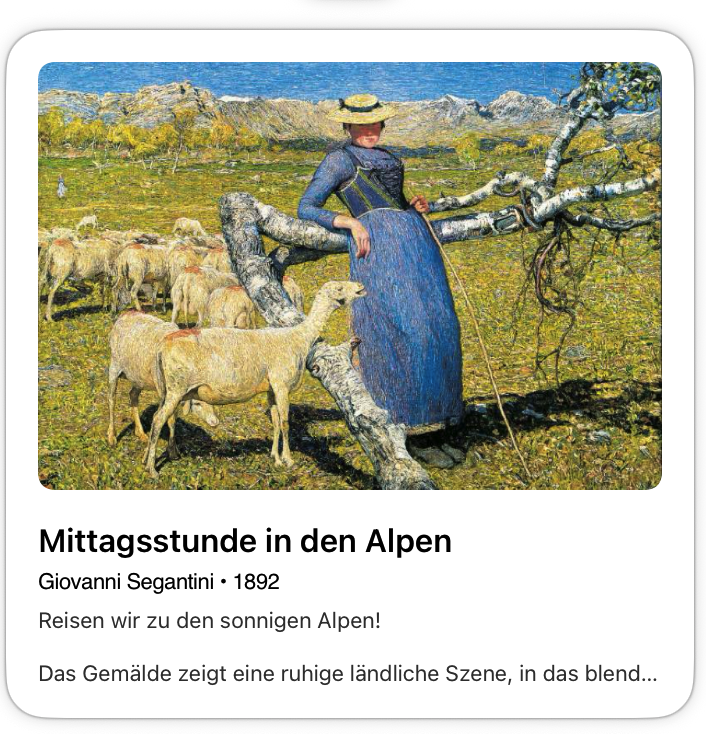 Mittagsstunde in den Alpen
Giovanni Segantini • 1892
Reisen wir zu den sonnigen Alpen!
Das Gemälde zeigt eine ruhige ländliche Szene, in das blend...